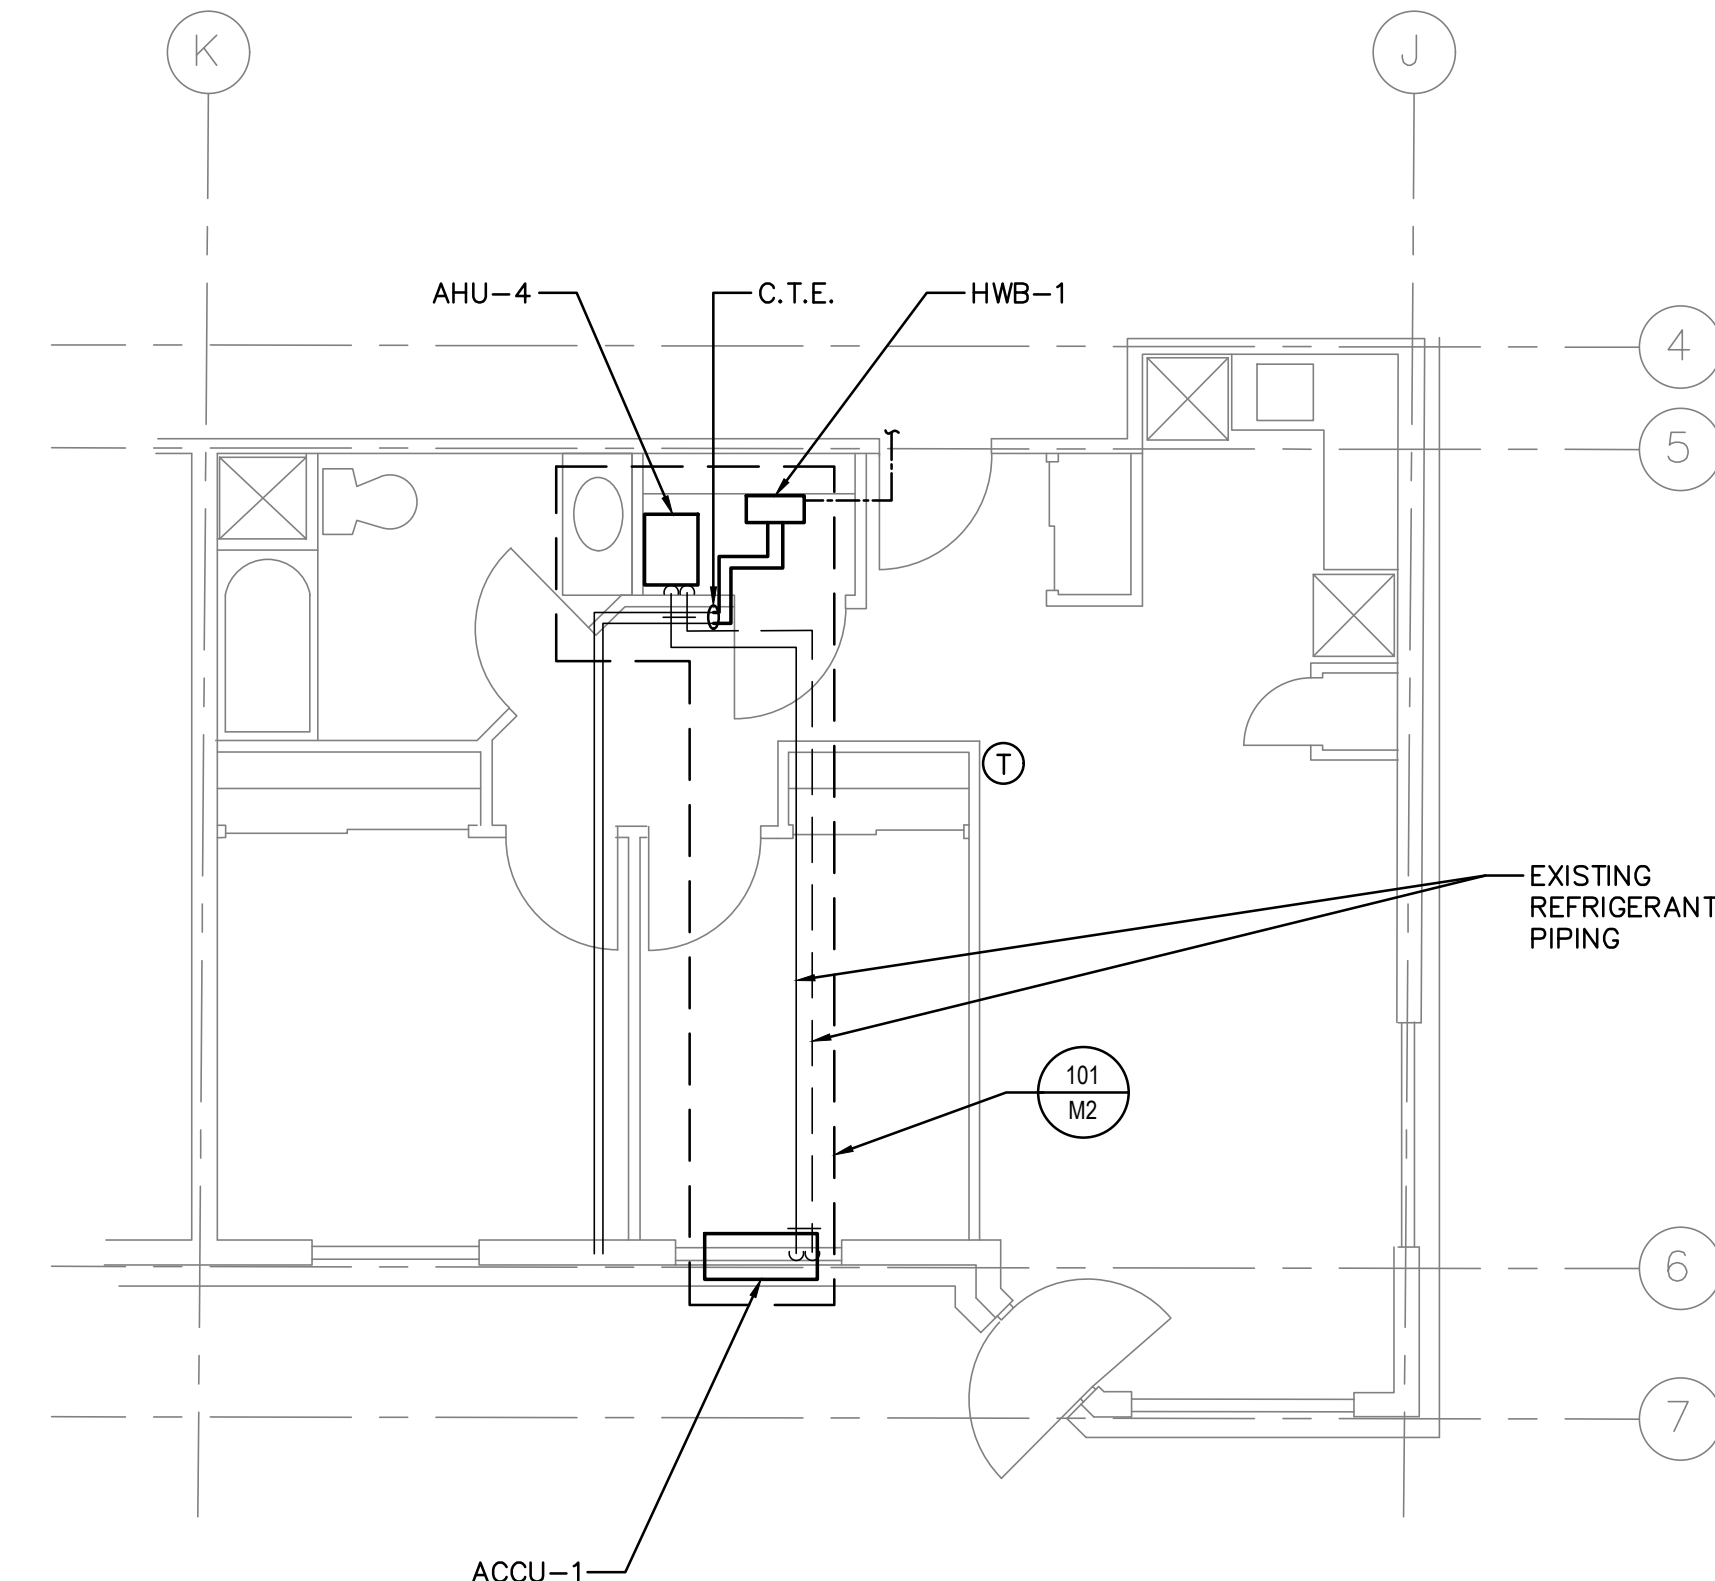 K
J
AHU-4
C.T.E.
HWB-1
4
5
T
EXISTING
REFRIGERANT
PIPING
101
M2
6
7
ACCU-1